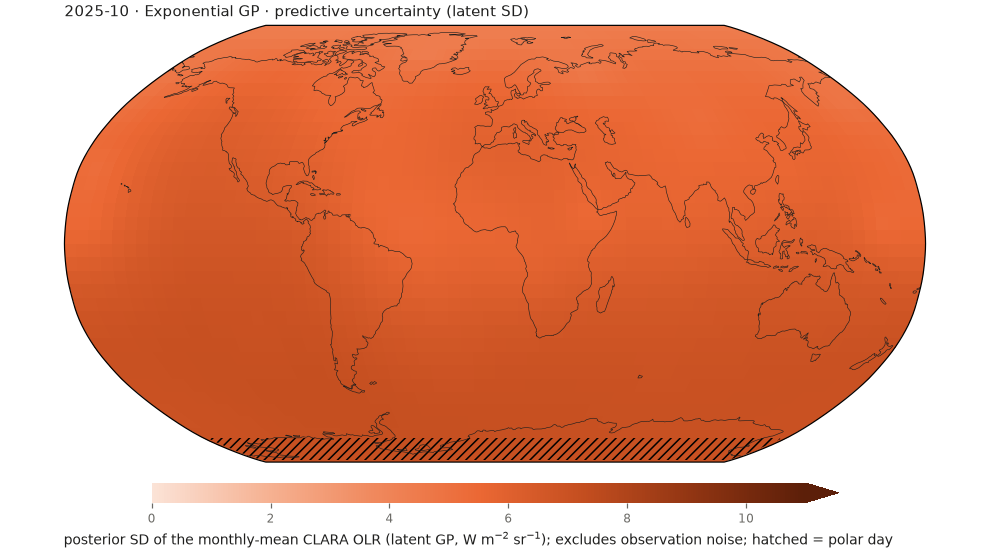 2025-10 · Exponential GP · predictive uncertainty (latent SD)
0 2 4 6 8 10
posterior SD of the monthly-mean CLARA OLR (latent GP, W m⁻² sr⁻¹); excludes observation noise; hatched = polar day